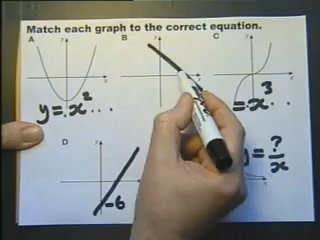 Match each graph to the correct equation.
A
B
C
y
y
y
x
y = x² . . .
= x³ . .
D
y
-6
y = ?/x
x